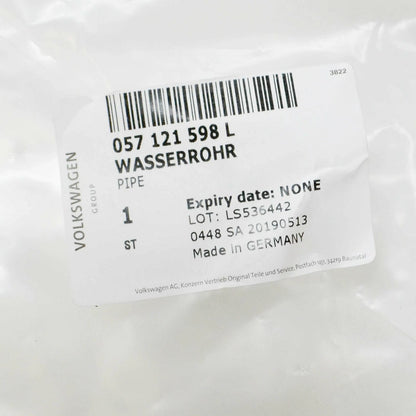 3822
057 121 598 L
WASSERROHR
PIPE
VOLKSWAGEN
GROUP
1
ST
Expiry date: NONE
LOT: LS536442
0448 SA 20190513
Made in GERMANY
Volkswagen AG, Konzern Vertrieb Original Teile und Service, Postfach 197, 34219 Baunatal